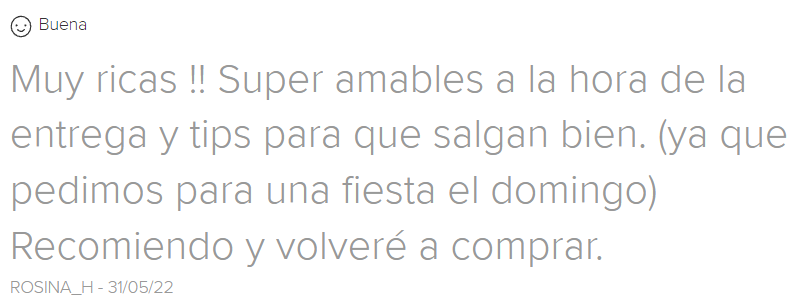 Buena
Muy ricas !! Super amables a la hora de la
entrega y tips para que salgan bien. (ya que
pedimos para una fiesta el domingo)
Recomiendo y volveré a comprar.
ROSINA_H - 31/05/22